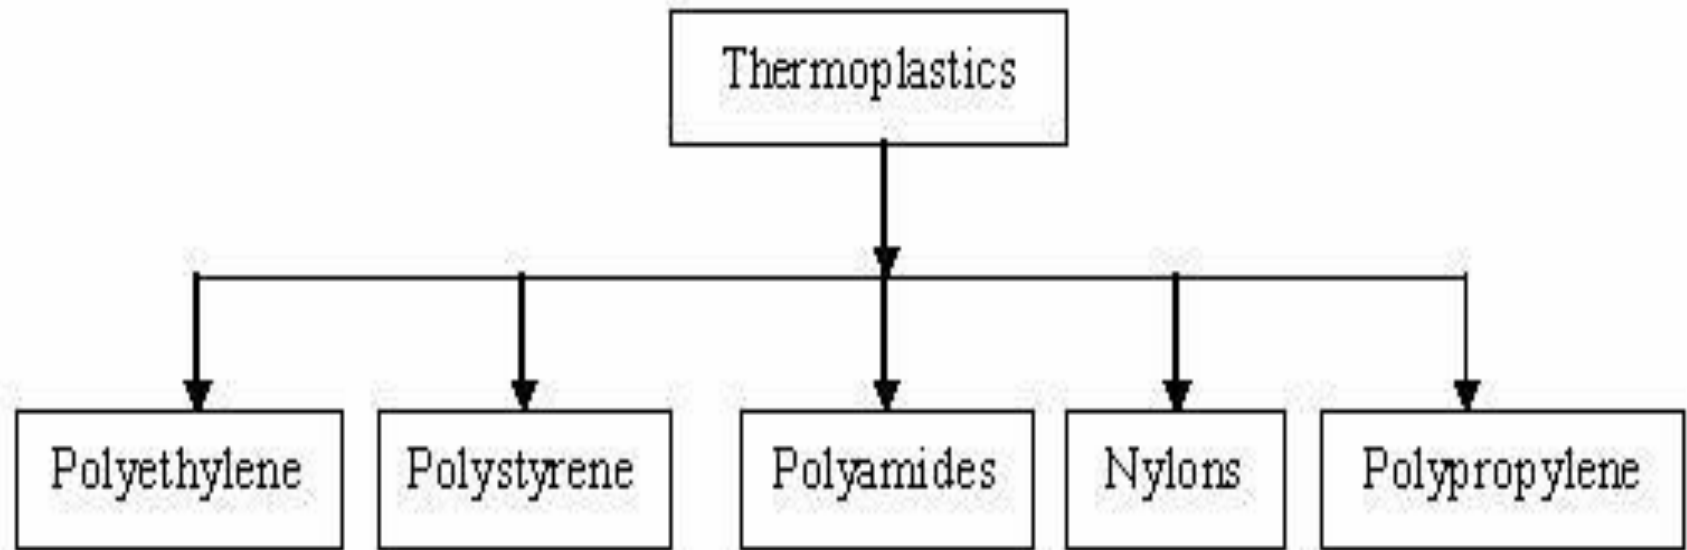 Thermoplastics
Polyethylene
Polystyrene
Polyamides
Nylons
Polypropylene